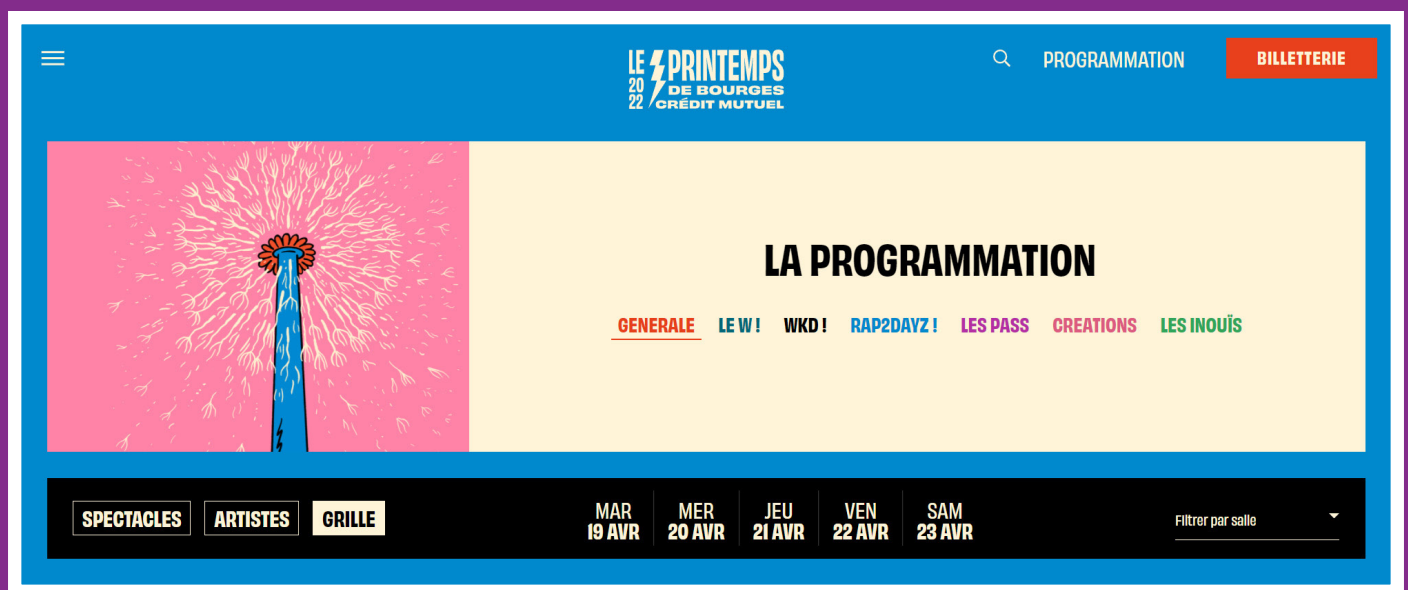 LE PRINTEMPS
20 DE BOURGES
22 CRÉDIT MUTUEL
PROGRAMMATION
BILLETTERIE
LA PROGRAMMATION
GENERALE LE W ! WKD ! RAP2DAYZ ! LES PASS CREATIONS LES INOUÏS
SPECTACLES ARTISTES GRILLE
MAR MER JEU VEN SAM
19 AVR 20 AVR 21 AVR 22 AVR 23 AVR
Filtrer par salle